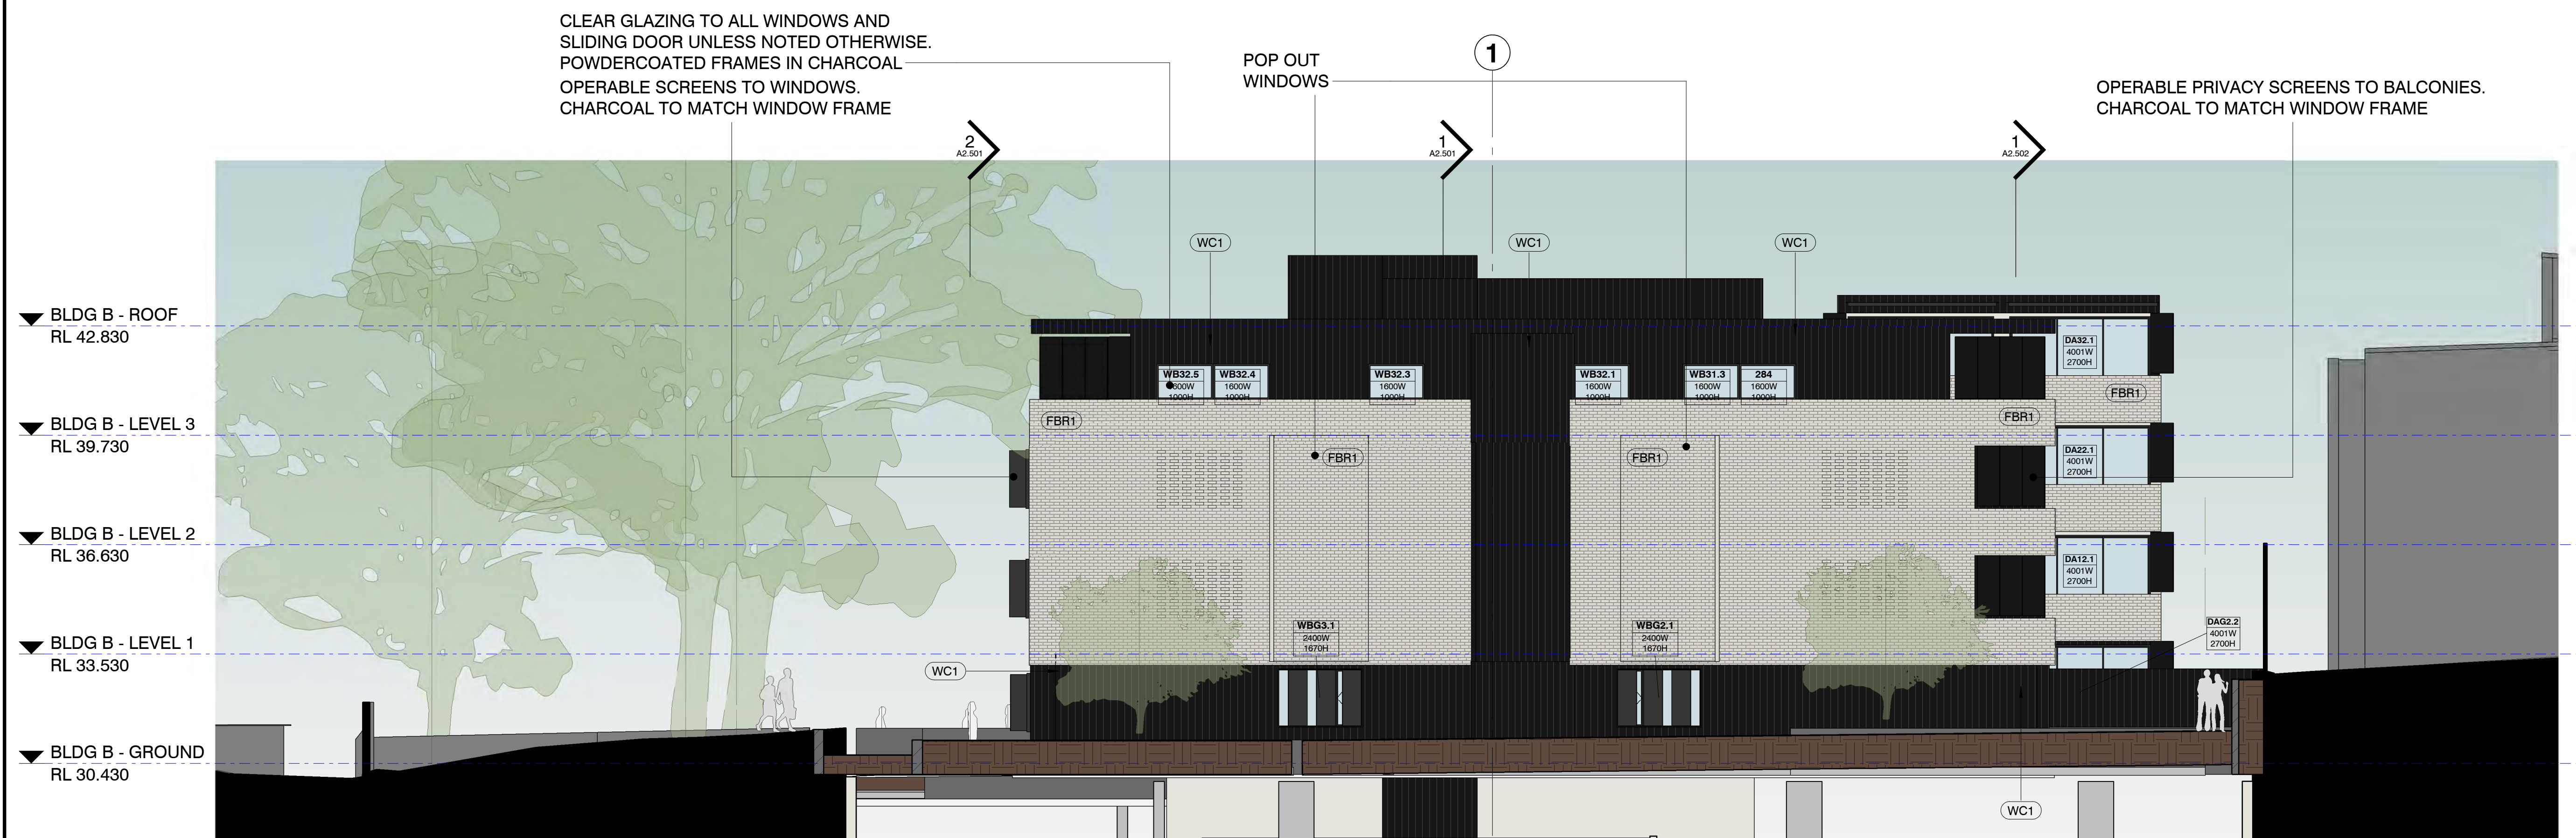 CLEAR GLAZING TO ALL WINDOWS AND
SLIDING DOOR UNLESS NOTED OTHERWISE.
POWDERCOATED FRAMES IN CHARCOAL
OPERABLE SCREENS TO WINDOWS.
CHARCOAL TO MATCH WINDOW FRAME
POP OUT
WINDOWS
1
OPERABLE PRIVACY SCREENS TO BALCONIES.
CHARCOAL TO MATCH WINDOW FRAME
2
A2.501
1
A2.501
1
A2.502
WC1
WC1
WC1
BLDG B - ROOF
RL 42.830
WB32.5
1000H
WB32.4
1600W
1000H
WB32.3
1600W
1000H
WB32.1
1600W
1000H
WB31.3
1600W
1000H
284
1600W
1000H
DA32.1
4001W
2700H
FBR1
FBR1
FBR1
BLDG B - LEVEL 3
RL 39.730
FBR1
FBR1
DA22.1
4001W
2700H
BLDG B - LEVEL 2
RL 36.630
DA12.1
4001W
2700H
BLDG B - LEVEL 1
RL 33.530
WBG3.1
2400W
1670H
WBG2.1
2400W
1670H
DAG2.2
4001W
2700H
WC1
BLDG B - GROUND
RL 30.430
WC1